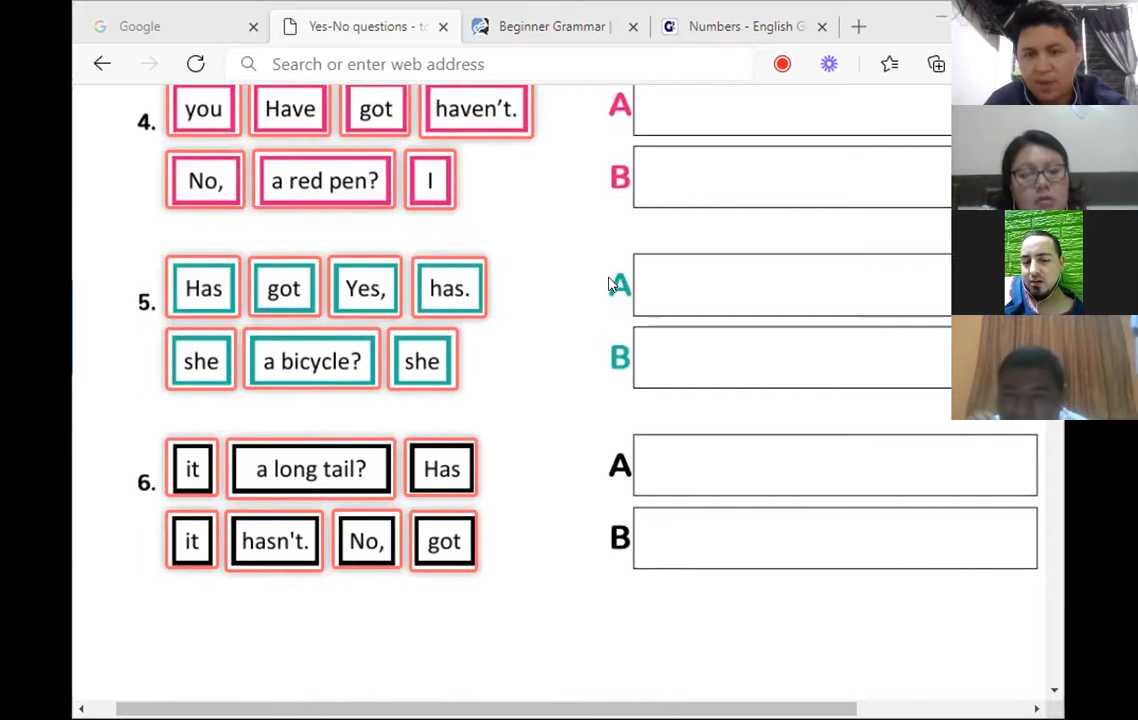 Google
Yes-No questions - to
Beginner Grammar |
Numbers - English G
Search or enter web address
4. you Have got haven't. A
No, a red pen? I B
5. Has got Yes, has. A
she a bicycle? she B
6. it a long tail? Has A
it hasn't. No, got B